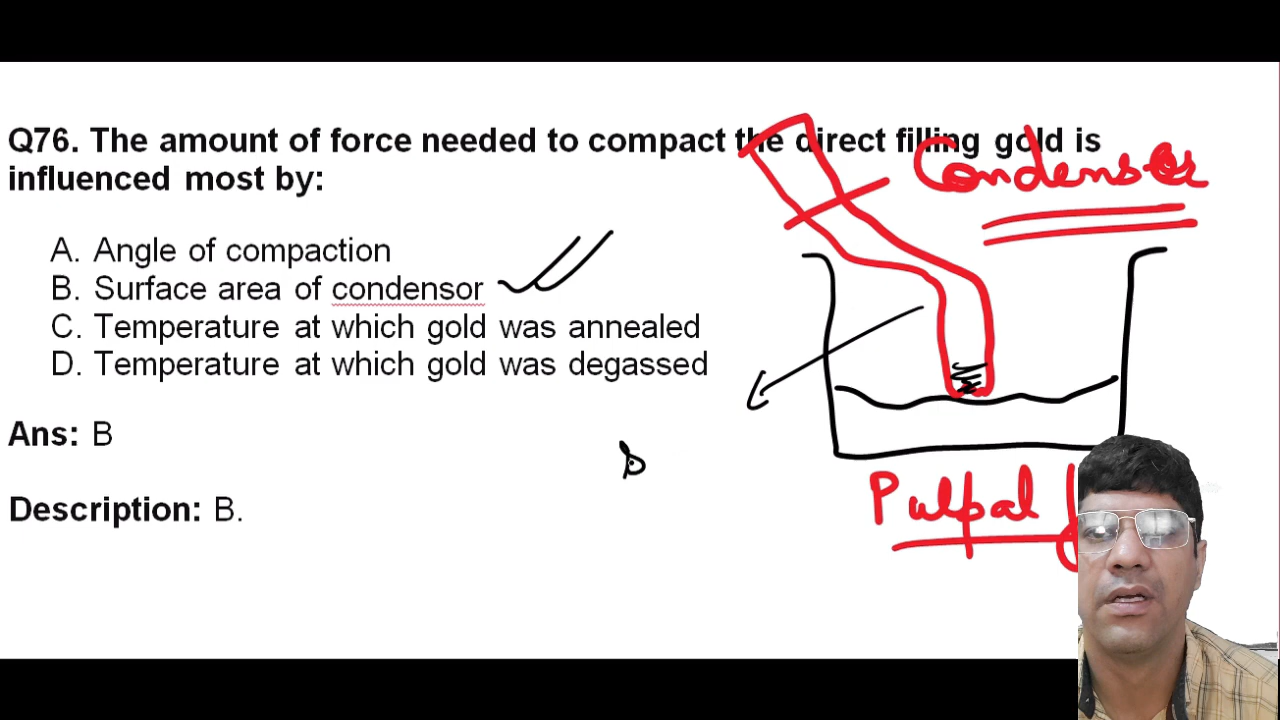 Q76. The amount of force needed to compact the direct filling gold is
influenced most by:
A. Angle of compaction
B. Surface area of condensor
C. Temperature at which gold was annealed
D. Temperature at which gold was degassed
Ans: B
Description: B.
Condenser
Pulpal